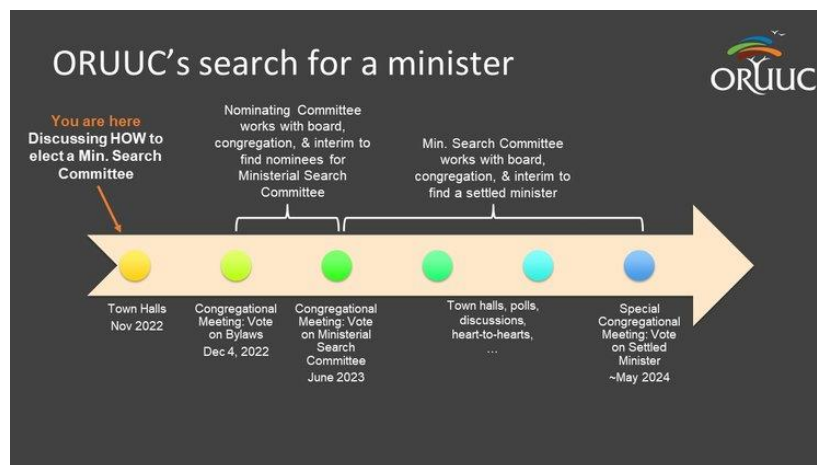 ORUUC's search for a minister
ORUUC
You are here
Discussing HOW to
elect a Min. Search
Committee
Nominating Committee
works with board,
congregation, & interim to
find nominees for
Ministerial Search
Committee
Min. Search Committee
works with board,
congregation, & interim to
find a settled minister
Town Halls
Nov 2022
Congregational
Meeting: Vote
on Bylaws
Dec 4, 2022
Congregational
Meeting: Vote
on Ministerial
Search
Committee
June 2023
Town halls, polls,
discussions,
heart-to-hearts,
...
Special
Congregational
Meeting: Vote
on Settled
Minister
~May 2024